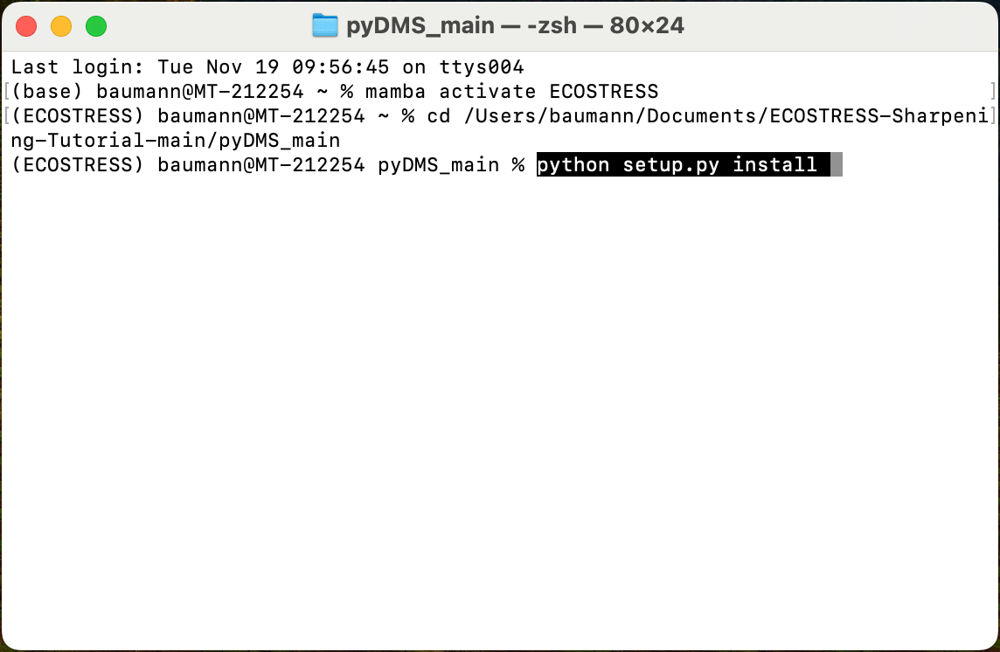 pyDMS_main — -zsh — 80×24
Last login: Tue Nov 19 09:56:45 on ttys004
[(base) baumann@MT-212254 ~ % mamba activate ECOSTRESS ]
[(ECOSTRESS) baumann@MT-212254 ~ % cd /Users/baumann/Documents/ECOSTRESS-Sharpeni]
ng-Tutorial-main/pyDMS_main
(ECOSTRESS) baumann@MT-212254 pyDMS_main % python setup.py install